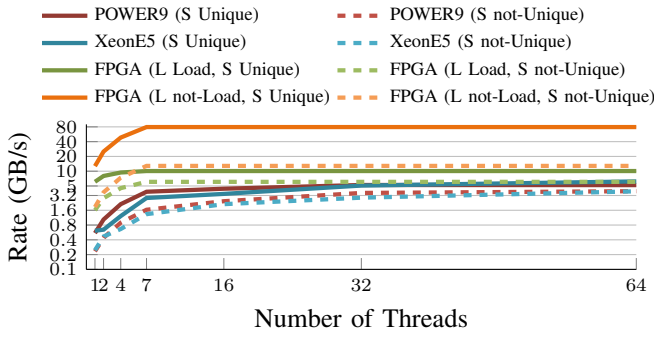 POWER9 (S Unique) POWER9 (S not-Unique)
XeonE5 (S Unique) XeonE5 (S not-Unique)
FPGA (L Load, S Unique) FPGA (L Load, S not-Unique)
FPGA (L not-Load, S Unique) FPGA (L not-Load, S not-Unique)
80
40
20
10
5
3.2
1.6
0.8
0.4
0.2
0.1
Rate (GB/s)
1 2 4 7 16 32 64
Number of Threads